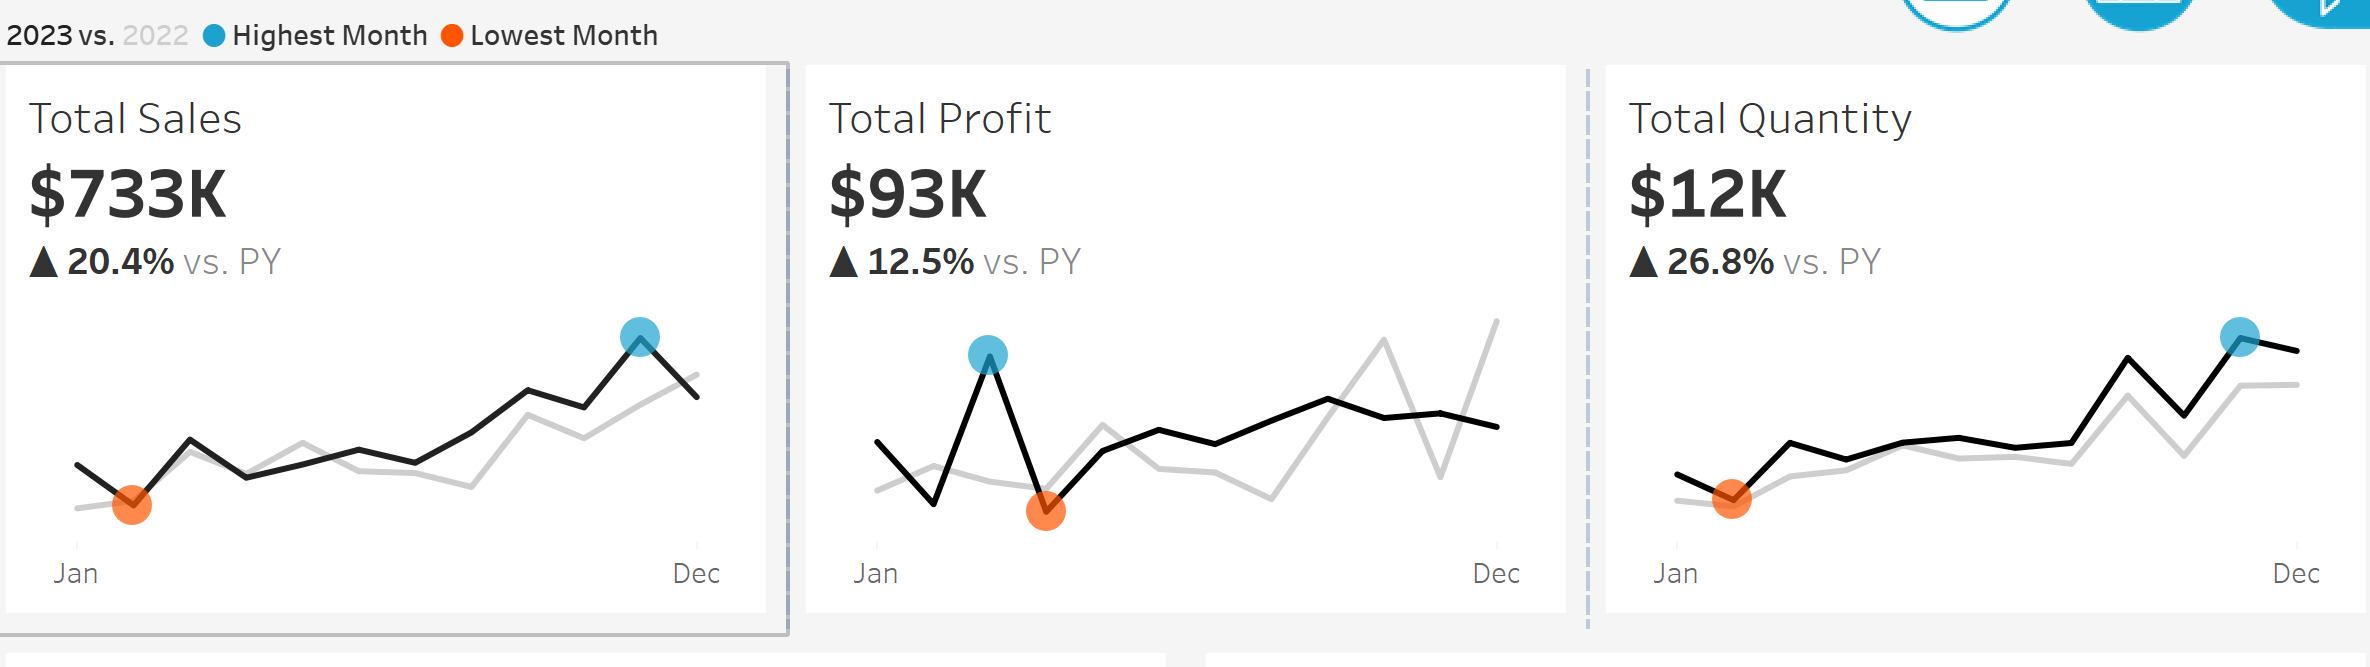 2023 vs. 2022 Highest Month Lowest Month
Total Sales
$733K
▲ 20.4% vs. PY
Jan Dec
Total Profit
$93K
▲ 12.5% vs. PY
Jan Dec
Total Quantity
$12K
▲ 26.8% vs. PY
Jan Dec